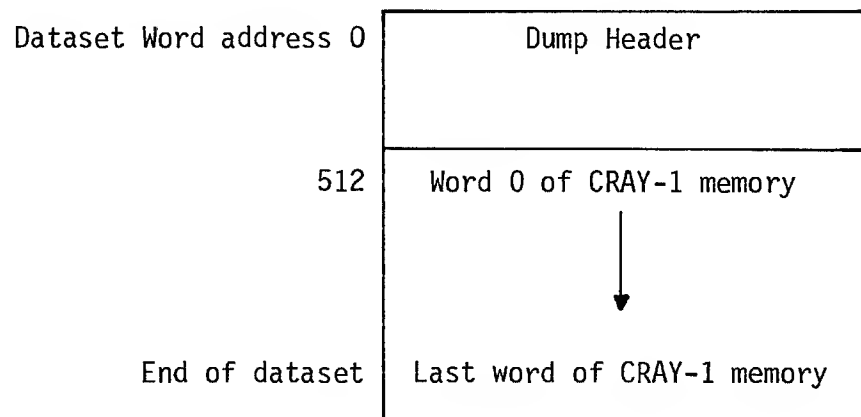 Dataset Word address 0 Dump Header
512 Word 0 of CRAY-1 memory
End of dataset Last word of CRAY-1 memory